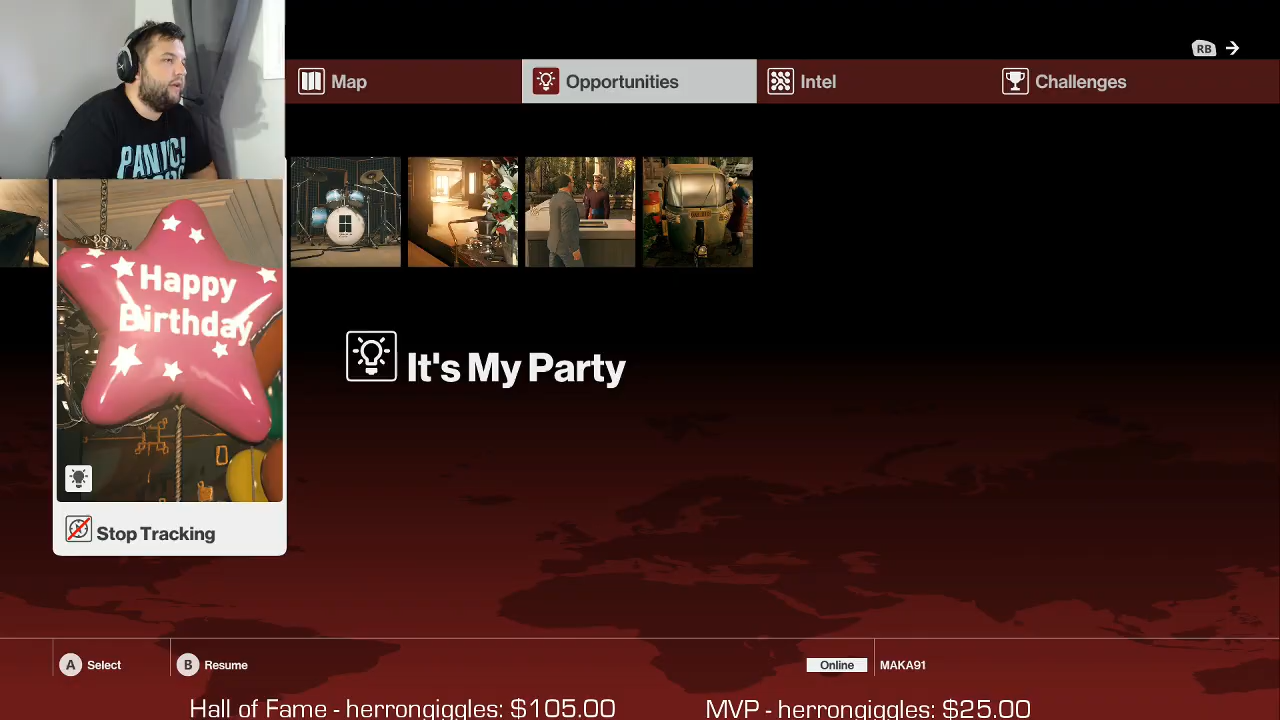 RB
Map
Opportunities
Intel
Challenges
Happy
Birthday
It's My Party
Stop Tracking
A Select
B Resume
Online
MAKA91
Hall of Fame - herrongiggles: $105.00
MVP - herrongiggles: $25.00